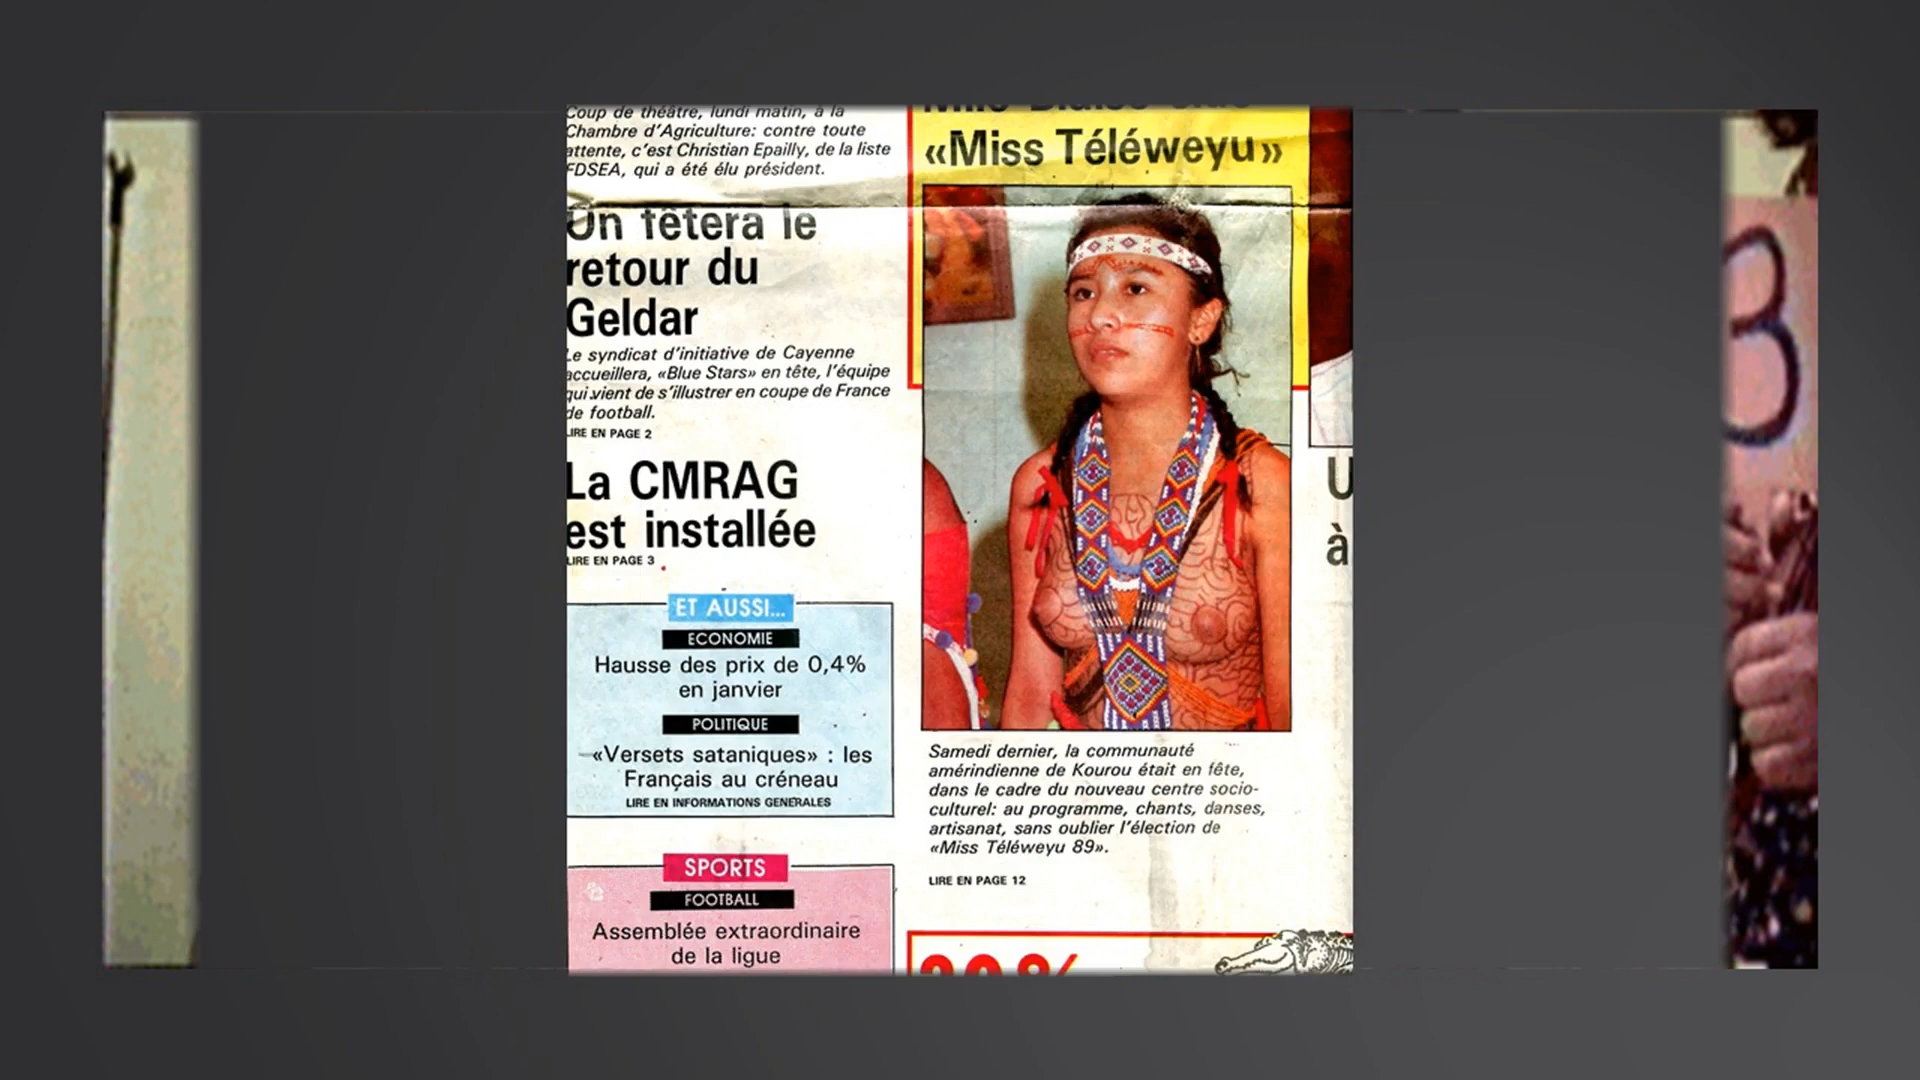 Coup de théâtre, lundi matin, à la
Chambre d'Agriculture: contre toute
attente, c'est Christian Epailly, de la liste
FDSEA, qui a été élu président.
On fêtera le
retour du
Geldar
Le syndicat d'initiative de Cayenne
accueillera, «Blue Stars» en tête, l'équipe
qui vient de s'illustrer en coupe de France
de football.
LIRE EN PAGE 2
La CMRAG
est installée
LIRE EN PAGE 3
ET AUSSI...
ECONOMIE
Hausse des prix de 0,4%
en janvier
POLITIQUE
«Versets sataniques» : les
Français au créneau
LIRE EN INFORMATIONS GENERALES
SPORTS
FOOTBALL
Assemblée extraordinaire
de la ligue
«Miss Téléweyu»
Samedi dernier, la communauté
amérindienne de Kourou était en fête,
dans le cadre du nouveau centre socio-
culturel: au programme, chants, danses,
artisanat, sans oublier l'élection de
«Miss Téléweyu 89».
LIRE EN PAGE 12
U
à
3